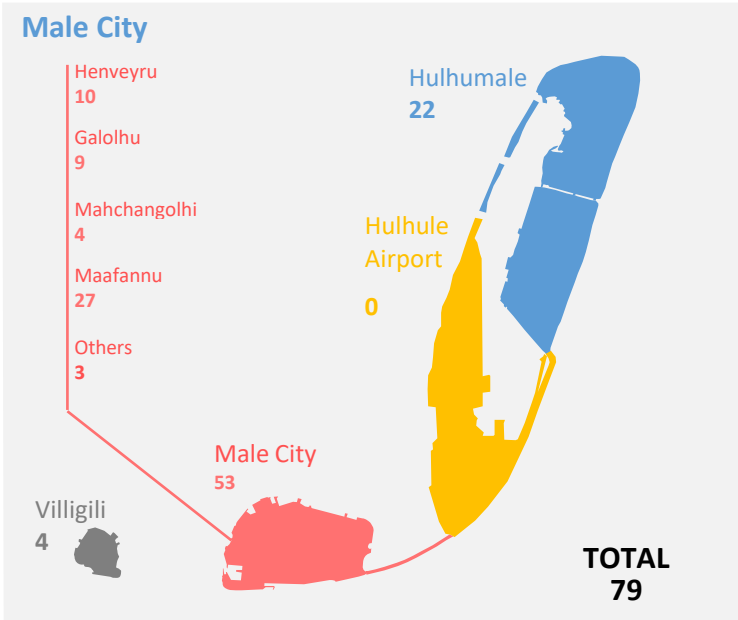 Male City
Henveyru
10
Galolhu
9
Mahchangolhi
4
Maafannu
27
Others
3
Hulhumale
22
Hulhule
Airport
0
Male City
53
Villigili
4
TOTAL
79